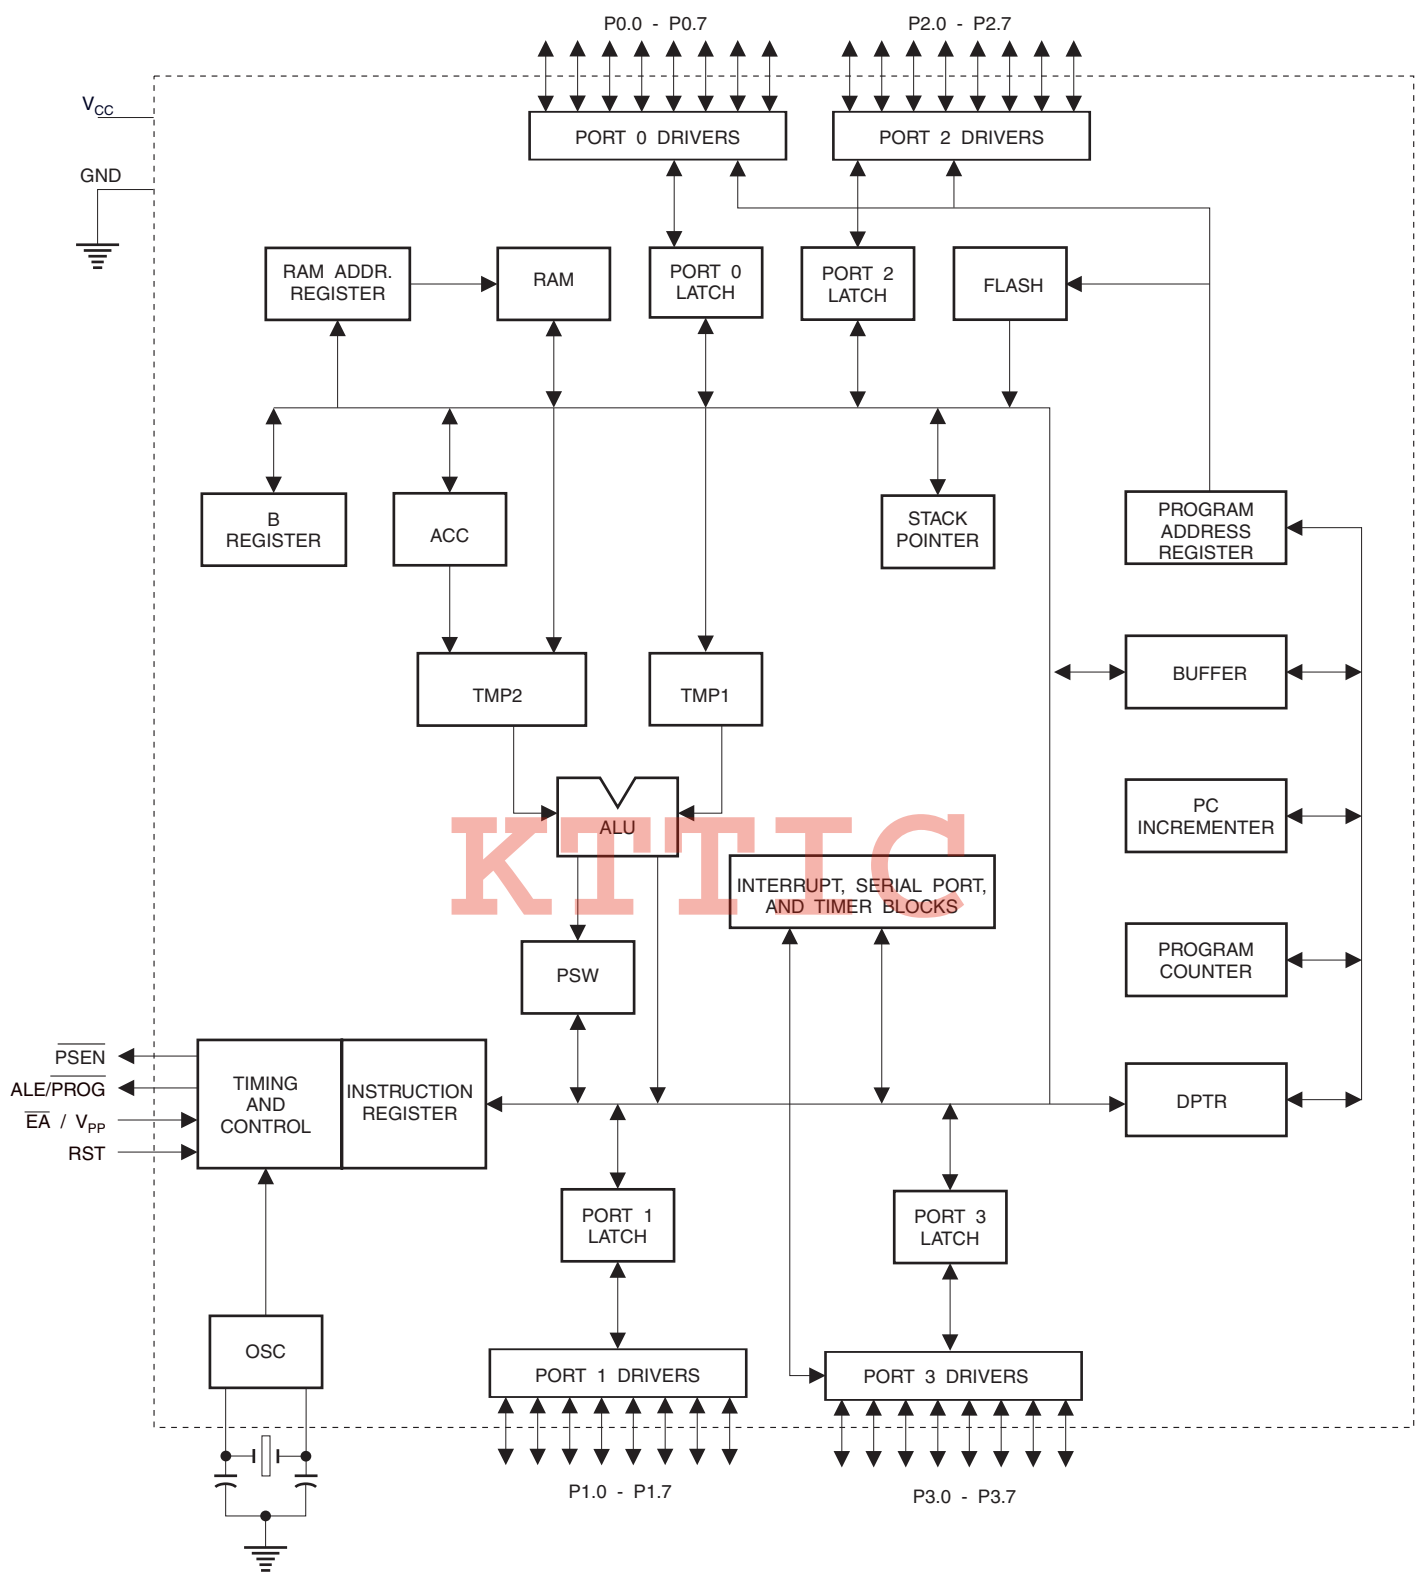 P0.0 - P0.7
P2.0 - P2.7
VCC
PORT 0 DRIVERS
PORT 2 DRIVERS
GND
RAM ADDR.
REGISTER
RAM
PORT 0
LATCH
PORT 2
LATCH
FLASH
B
REGISTER
ACC
STACK
POINTER
PROGRAM
ADDRESS
REGISTER
TMP2
TMP1
BUFFER
ALU
PC
INCREMENTER
KTTIC
INTERRUPT, SERIAL PORT,
AND TIMER BLOCKS
PSW
PROGRAM
COUNTER
PSEN
ALE/PROG
EA / VPP
RST
TIMING
AND
CONTROL
INSTRUCTION
REGISTER
DPTR
PORT 1
LATCH
PORT 3
LATCH
OSC
PORT 1 DRIVERS
PORT 3 DRIVERS
P1.0 - P1.7
P3.0 - P3.7